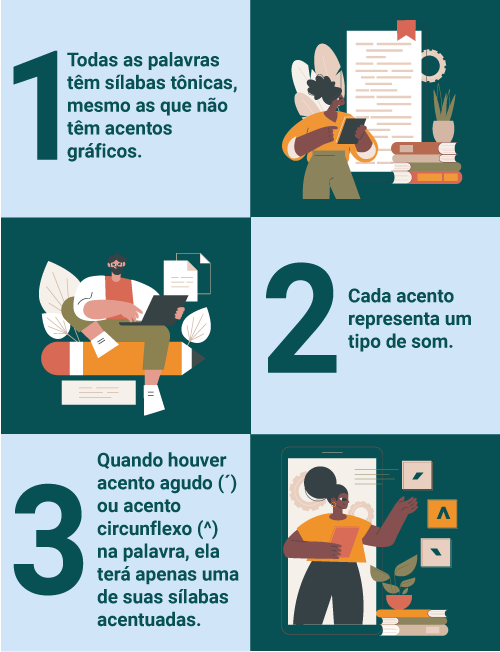 1
Todas as palavras
têm sílabas tônicas,
mesmo as que não
têm acentos
gráficos.
2
Cada acento
representa um
tipo de som.
3
Quando houver
acento agudo (´)
ou acento
circunflexo (^)
na palavra, ela
terá apenas uma
de suas sílabas
acentuadas.